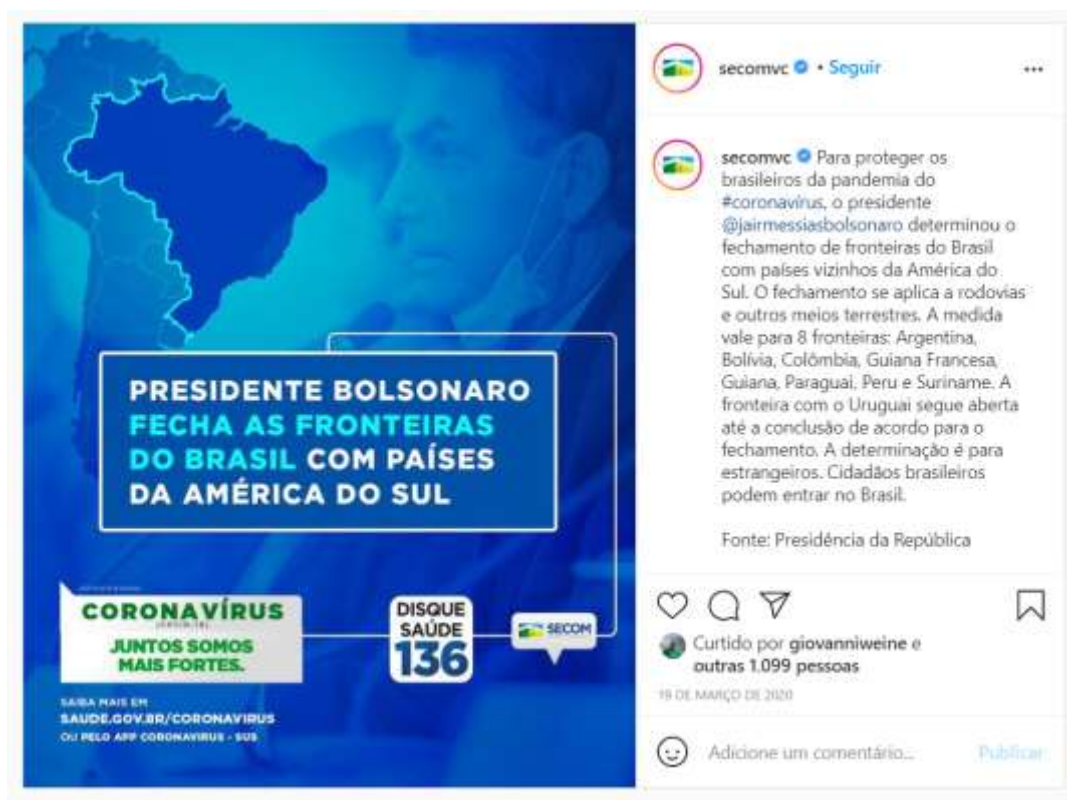 secomvc • Seguir
secomvc Para proteger os
brasileiros da pandemia do
#coronavírus, o presidente
@jairmessiasbolsonaro determinou o
fechamento de fronteiras do Brasil
com países vizinhos da América do
Sul. O fechamento se aplica a rodovias
e outros meios terrestres. A medida
vale para 8 fronteiras: Argentina,
Bolívia, Colômbia, Guiana Francesa,
Guiana, Paraguai, Peru e Suriname. A
fronteira com o Uruguai segue aberta
até a conclusão de acordo para o
fechamento. A determinação é para
estrangeiros. Cidadãos brasileiros
podem entrar no Brasil.
Fonte: Presidência da República
PRESIDENTE BOLSONARO
FECHA AS FRONTEIRAS
DO BRASIL COM PAÍSES
DA AMÉRICA DO SUL
CORONAVÍRUS
JUNTOS SOMOS
MAIS FORTES.
DISQUE
SAÚDE
136
SECOM
SAIBA MAIS EM
SAUDE.GOV.BR/CORONAVIRUS
OU PELO APP CORONAVIRUS - SUS
Curtido por giovanniweine e
outras 1.099 pessoas
19 DE MARÇO DE 2020
Adicione um comentário...
Publicar